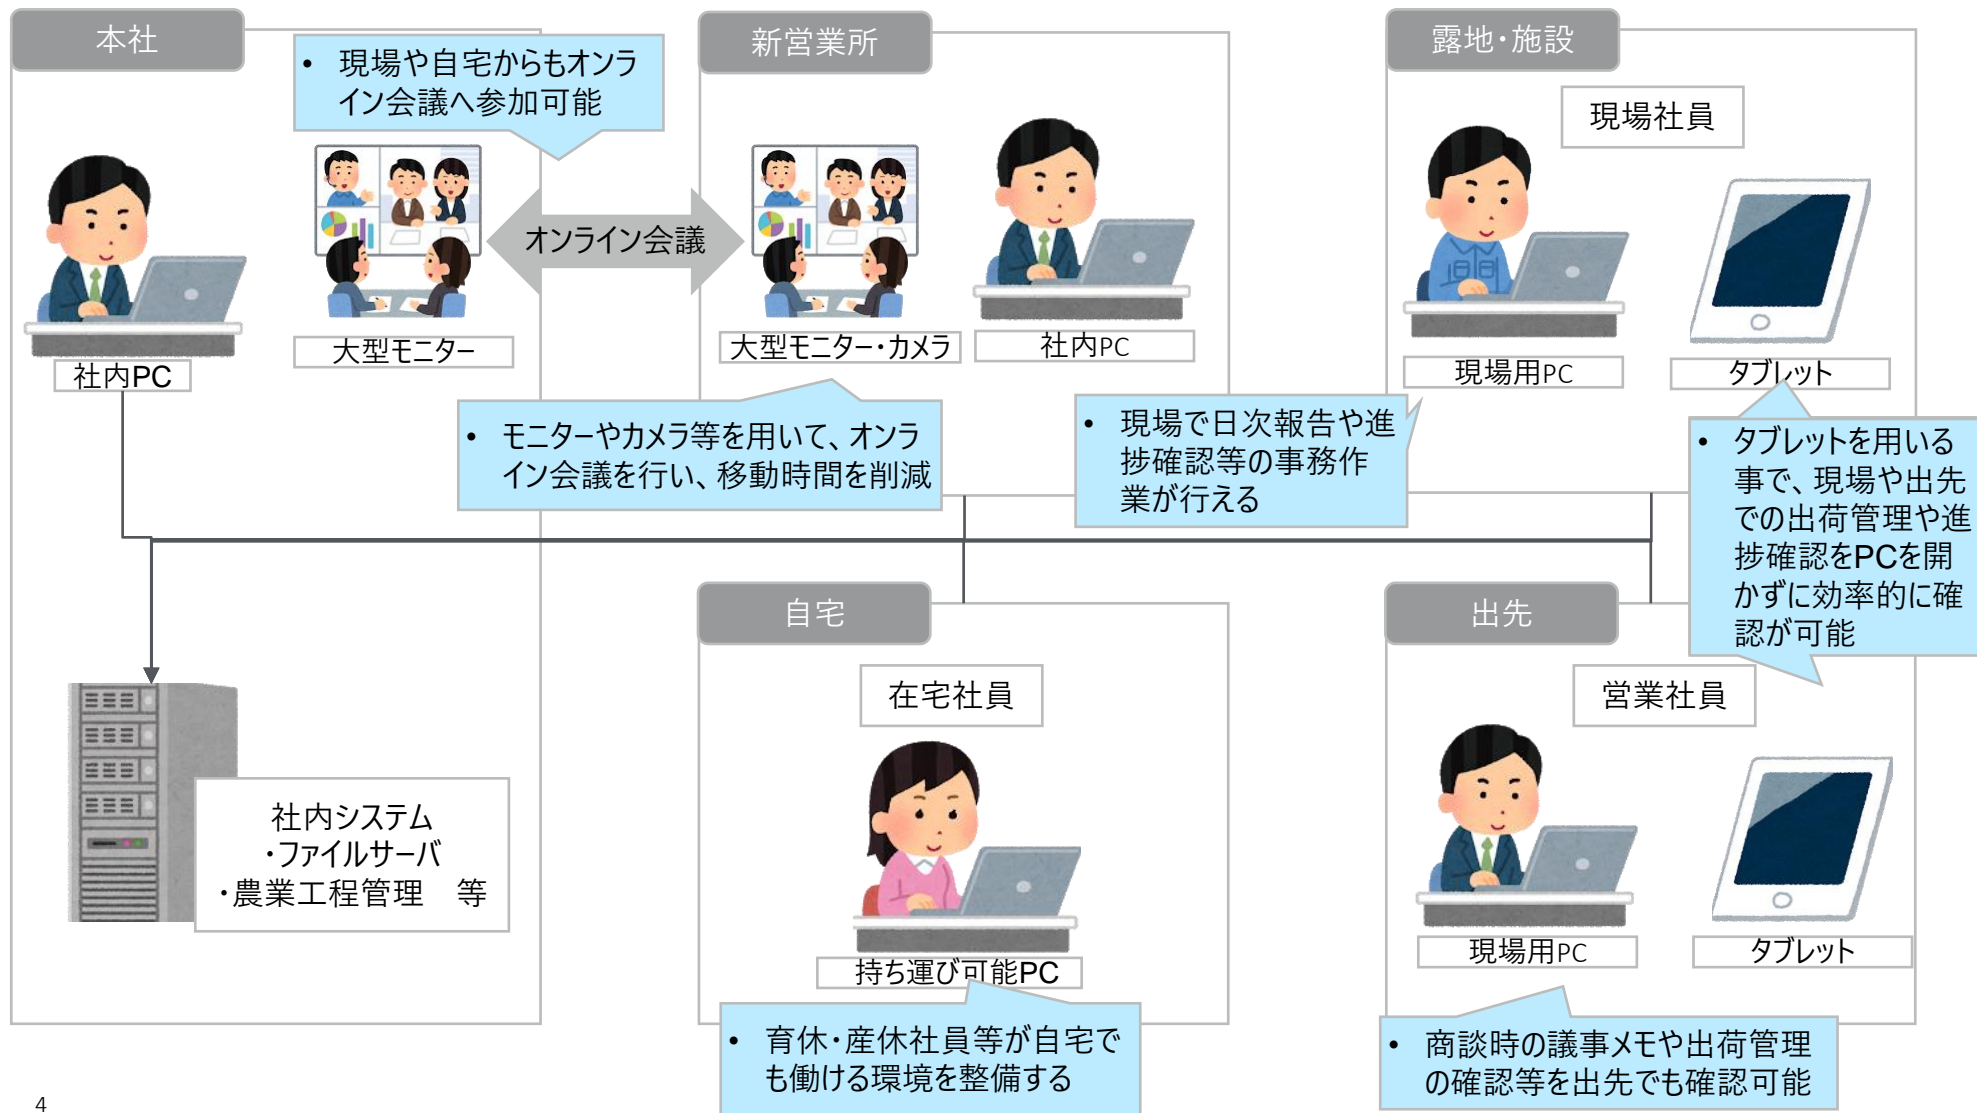 本社
• 現場や自宅からもオンラ
イン会議へ参加可能
社内PC
大型モニター
オンライン会議
新営業所
大型モニター・カメラ
社内PC
• モニターやカメラ等を用いて、オンラ
イン会議を行い、移動時間を削減
露地・施設
現場社員
現場用PC
タブレット
• 現場で日次報告や進
捗確認等の事務作
業が行える
• タブレットを用いる
事で、現場や出先
での出荷管理や進
捗確認をPCを開
かずに効率的に確
認が可能
社内システム
・ファイルサーバ
・農業工程管理　等
自宅
在宅社員
持ち運び可能PC
• 育休・産休社員等が自宅で
も働ける環境を整備する
出先
営業社員
現場用PC
タブレット
• 商談時の議事メモや出荷管理
の確認等を出先でも確認可能
4